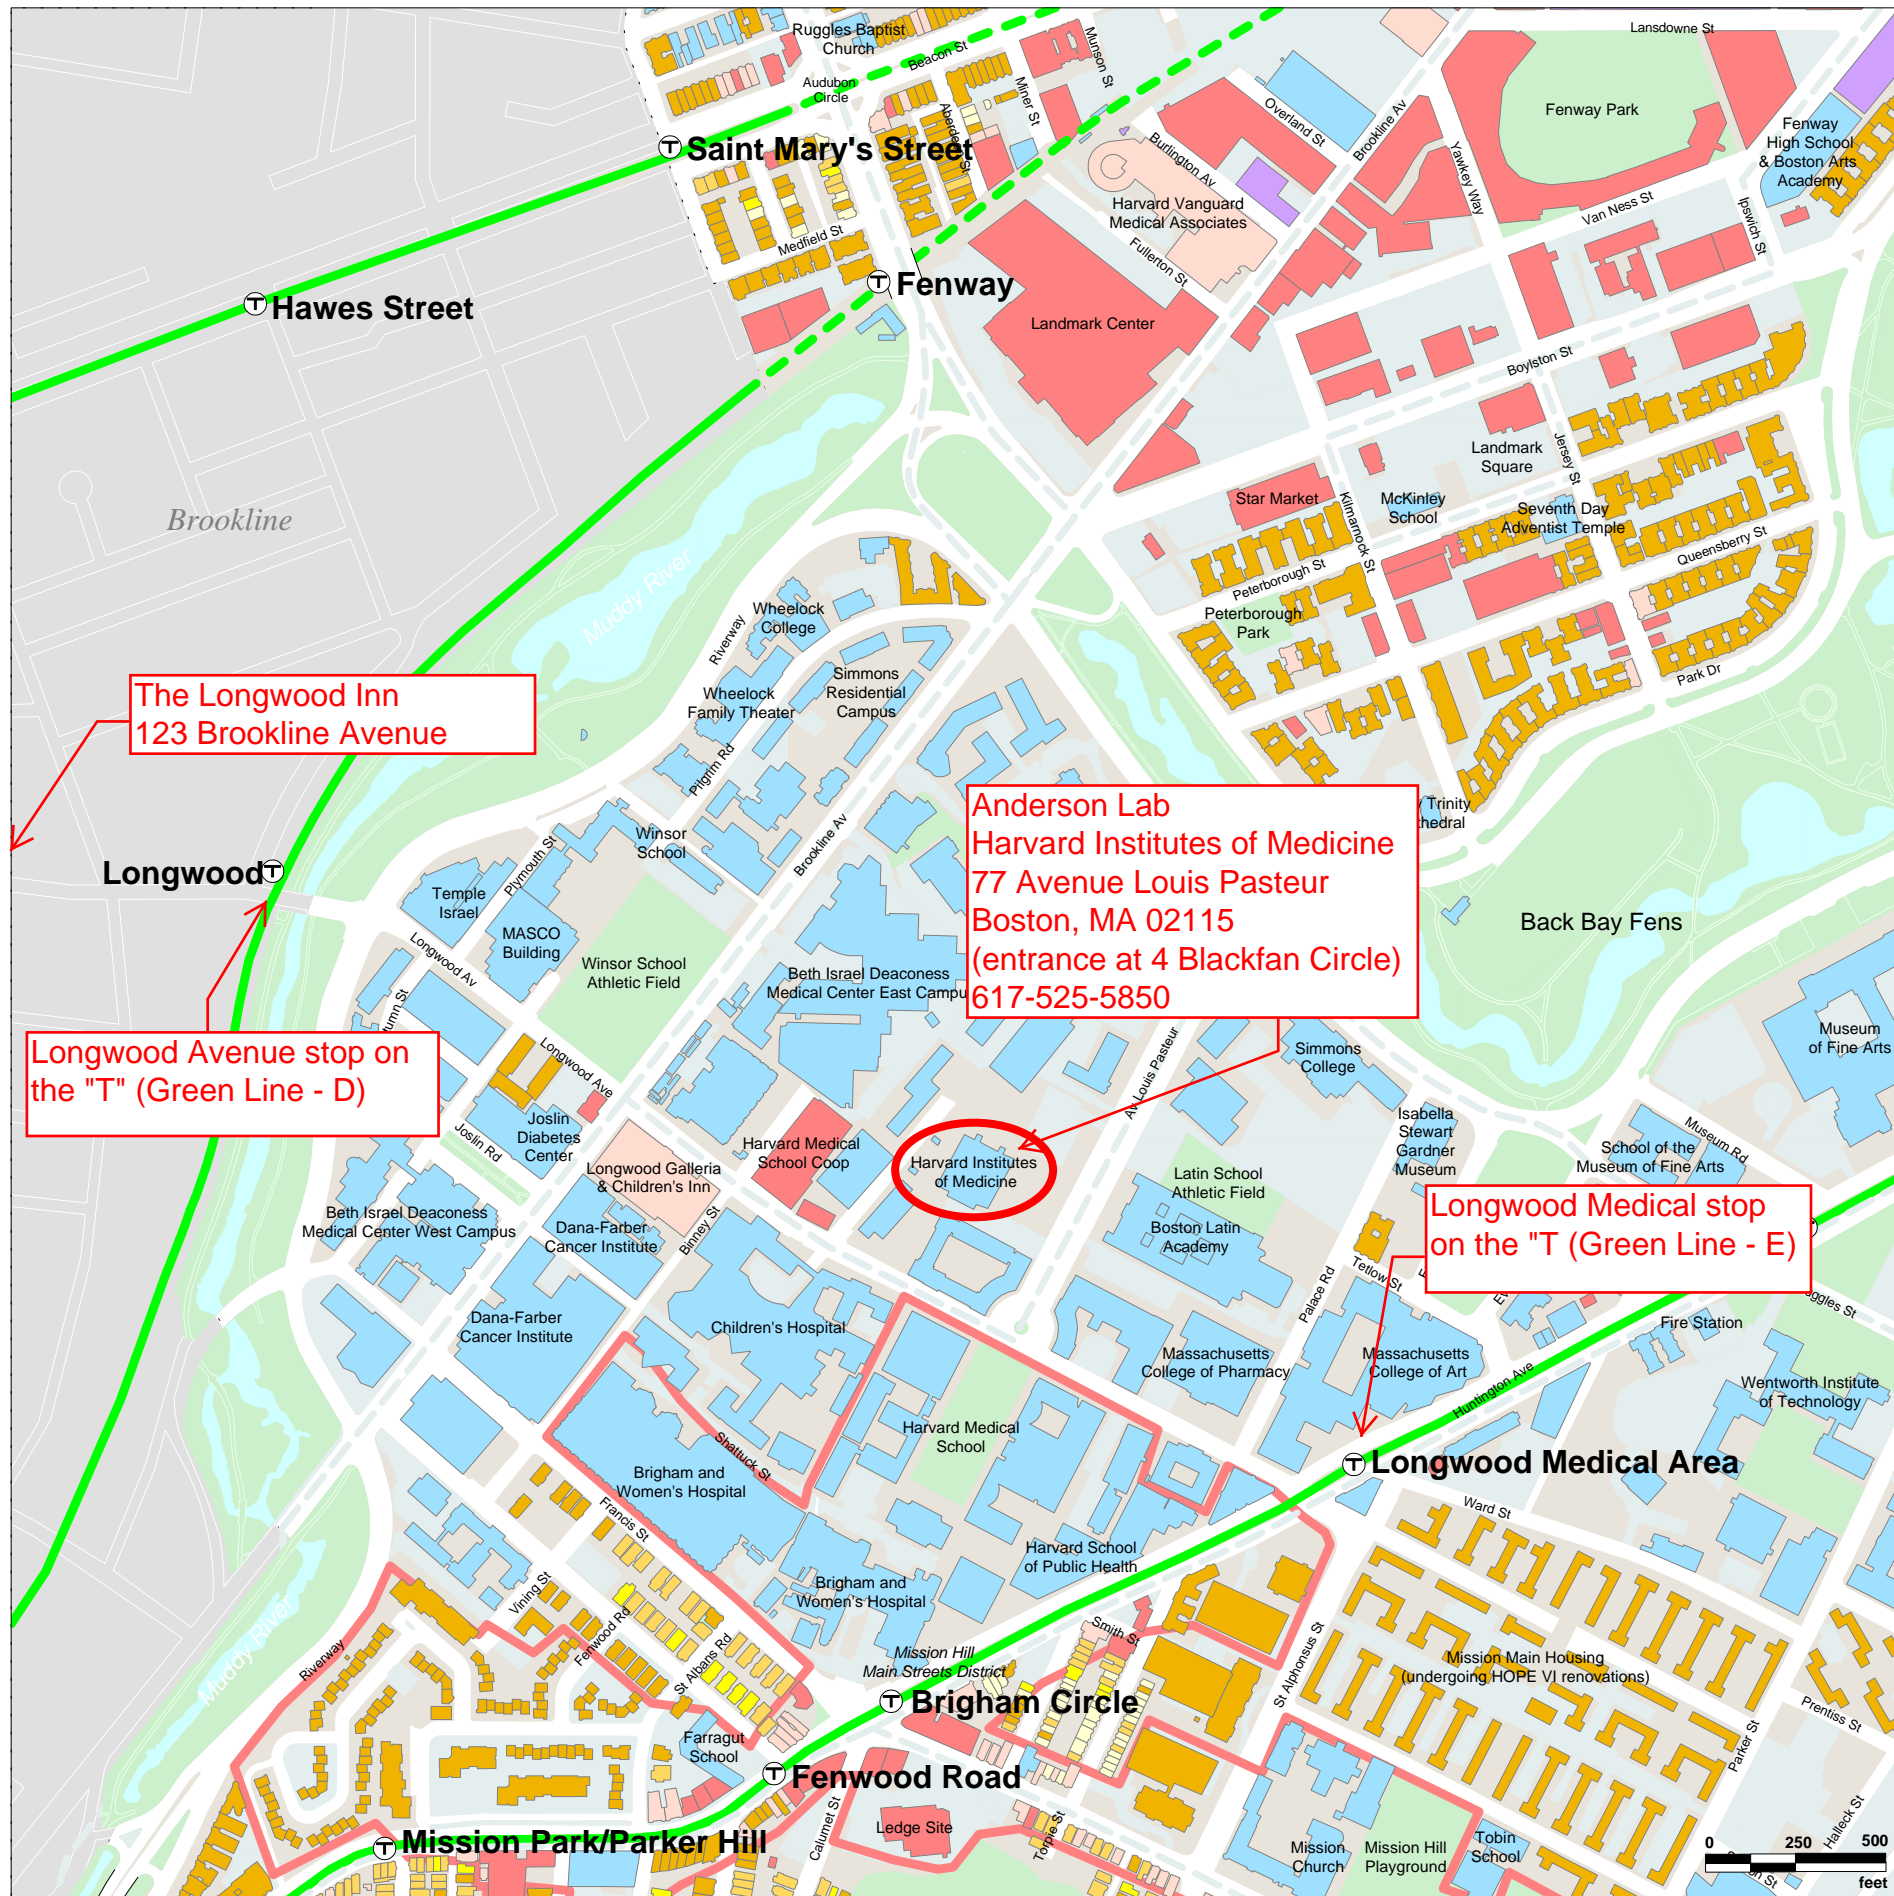 Ruggles Baptist
Church
Beacon St
Munson St
Lansdowne St
Audubon
Circle
Miner St
Overland St
Brookline Av
Fenway Park
Fenway
High School
& Boston Arts
Academy
Saint Mary's Street
Burlington Av
Yawkey Way
Harvard Vanguard
Medical Associates
Van Ness St
Ipswich St
Medfield St
Fullerton St
Fenway
Hawes Street
Landmark Center
Boylston St
Landmark
Square
Jersey St
Brookline
Star Market
Kilmarnock St
McKinley
School
Seventh Day
Adventist Temple
Queensberry St
Muddy River
Peterborough St
Wheelock
College
Peterborough
Park
Riverway
Simmons
Residential
Campus
Wheelock
Family Theater
Park Dr
The Longwood Inn
123 Brookline Avenue
Pilgrim Rd
Winsor
School
Brookline Av
Trinity
Anderson Lab
Harvard Institutes of Medicine
77 Avenue Louis Pasteur
Boston, MA 02115
(entrance at 4 Blackfan Circle)
617-525-5850
Longwood
Plymouth St
Temple
Israel
MASCO
Building
Longwood Av
Winsor School
Athletic Field
Beth Israel Deaconess
Medical Center East Campu
Back Bay Fens
Museum
of Fine Arts
Longwood Avenue stop on
the "T" (Green Line - D)
Longwood Ave
Av Louis Pasteur
Simmons
College
Joslin
Diabetes
Center
Joslin Rd
Harvard Medical
School Coop
Longwood Galleria
& Children's Inn
Harvard Institutes
of Medicine
Latin School
Athletic Field
Isabella
Stewart
Gardner
Museum
School of the
Museum of Fine Arts
Museum Rd
Longwood Medical stop
on the "T (Green Line - E)
Beth Israel Deaconess
Medical Center West Campus
Dana-Farber
Cancer Institute
Binney St
Boston Latin
Academy
Tetlow St
Palace Rd
Fire Station
Dana-Farber
Cancer Institute
Children's Hospital
Massachusetts
College of Pharmacy
Massachusetts
College of Art
Huntington Ave
Wentworth Institute
of Technology
Harvard Medical
School
Shattuck St
Brigham and
Women's Hospital
Longwood Medical Area
Francis St
Ward St
Harvard School
of Public Health
Brigham and
Women's Hospital
Vining St
Fenwood Rd
St Albans Rd
Muddy River
Riverway
Smith St
Mission Hill
Main Streets District
St Alphonsus St
Mission Main Housing
(undergoing HOPE VI renovations)
Brigham Circle
Prentiss St
Parker St
Farragut
School
Fenwood Road
Calumet St
Ledge Site
Torpie St
Mission Park/Parker Hill
Mission
Church
Mission Hill
Playground
Tobin
School
Halleck St
0 250 500
feet